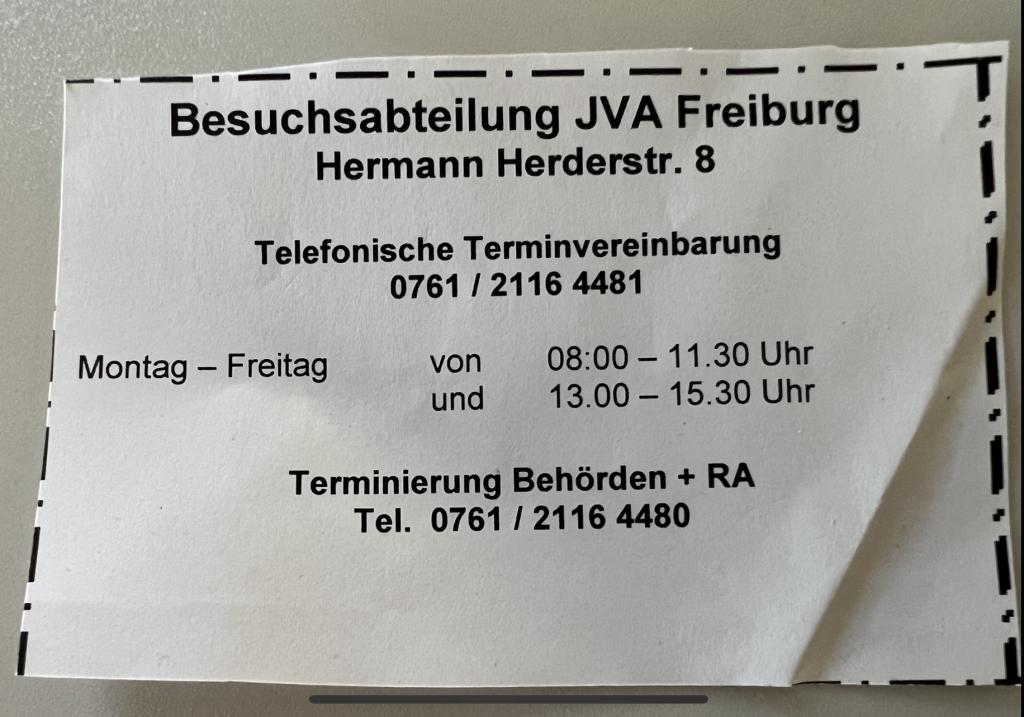 Besuchsabteilung JVA Freiburg
Hermann Herderstr. 8
Telefonische Terminvereinbarung
0761 / 2116 4481
Montag – Freitag von 08:00 – 11.30 Uhr
und 13.00 – 15.30 Uhr
Terminierung Behörden + RA
Tel. 0761 / 2116 4480